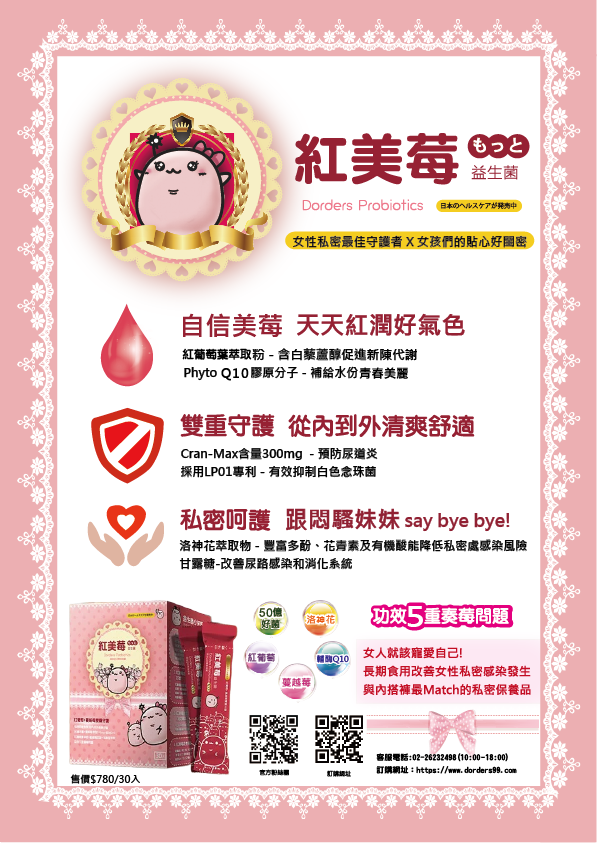 紅美莓
もっと
益生菌
Dorders Probiotics
日本のヘルスケアが発売中
女性私密最佳守護者 X 女孩們的貼心好閨密
自信美莓 天天紅潤好氣色
紅葡萄葉萃取粉 - 含白藜蘆醇促進新陳代謝
Phyto Q10膠原分子 - 補給水份青春美麗
雙重守護 從內到外清爽舒適
Cran-Max含量300mg - 預防尿道炎
採用LP01專利 - 有效抑制白色念珠菌
私密呵護 跟悶騷妹妹 say bye bye!
洛神花萃取物 - 豐富多酚、花青素及有機酸能降低私密處感染風險
甘露糖-改善尿路感染和消化系統
50億
好菌
洛神花
紅葡萄
輔酶Q10
蔓越莓
功效5重奏莓問題
女人就該寵愛自己!
長期食用改善女性私密感染發生
與內搭褲最Match的私密保養品
紅美莓
官方粉絲團
訂購網址
客服電話:02-26232498(10:00-18:00)
訂購網址：https://www.dorders99.com
售價$780/30入